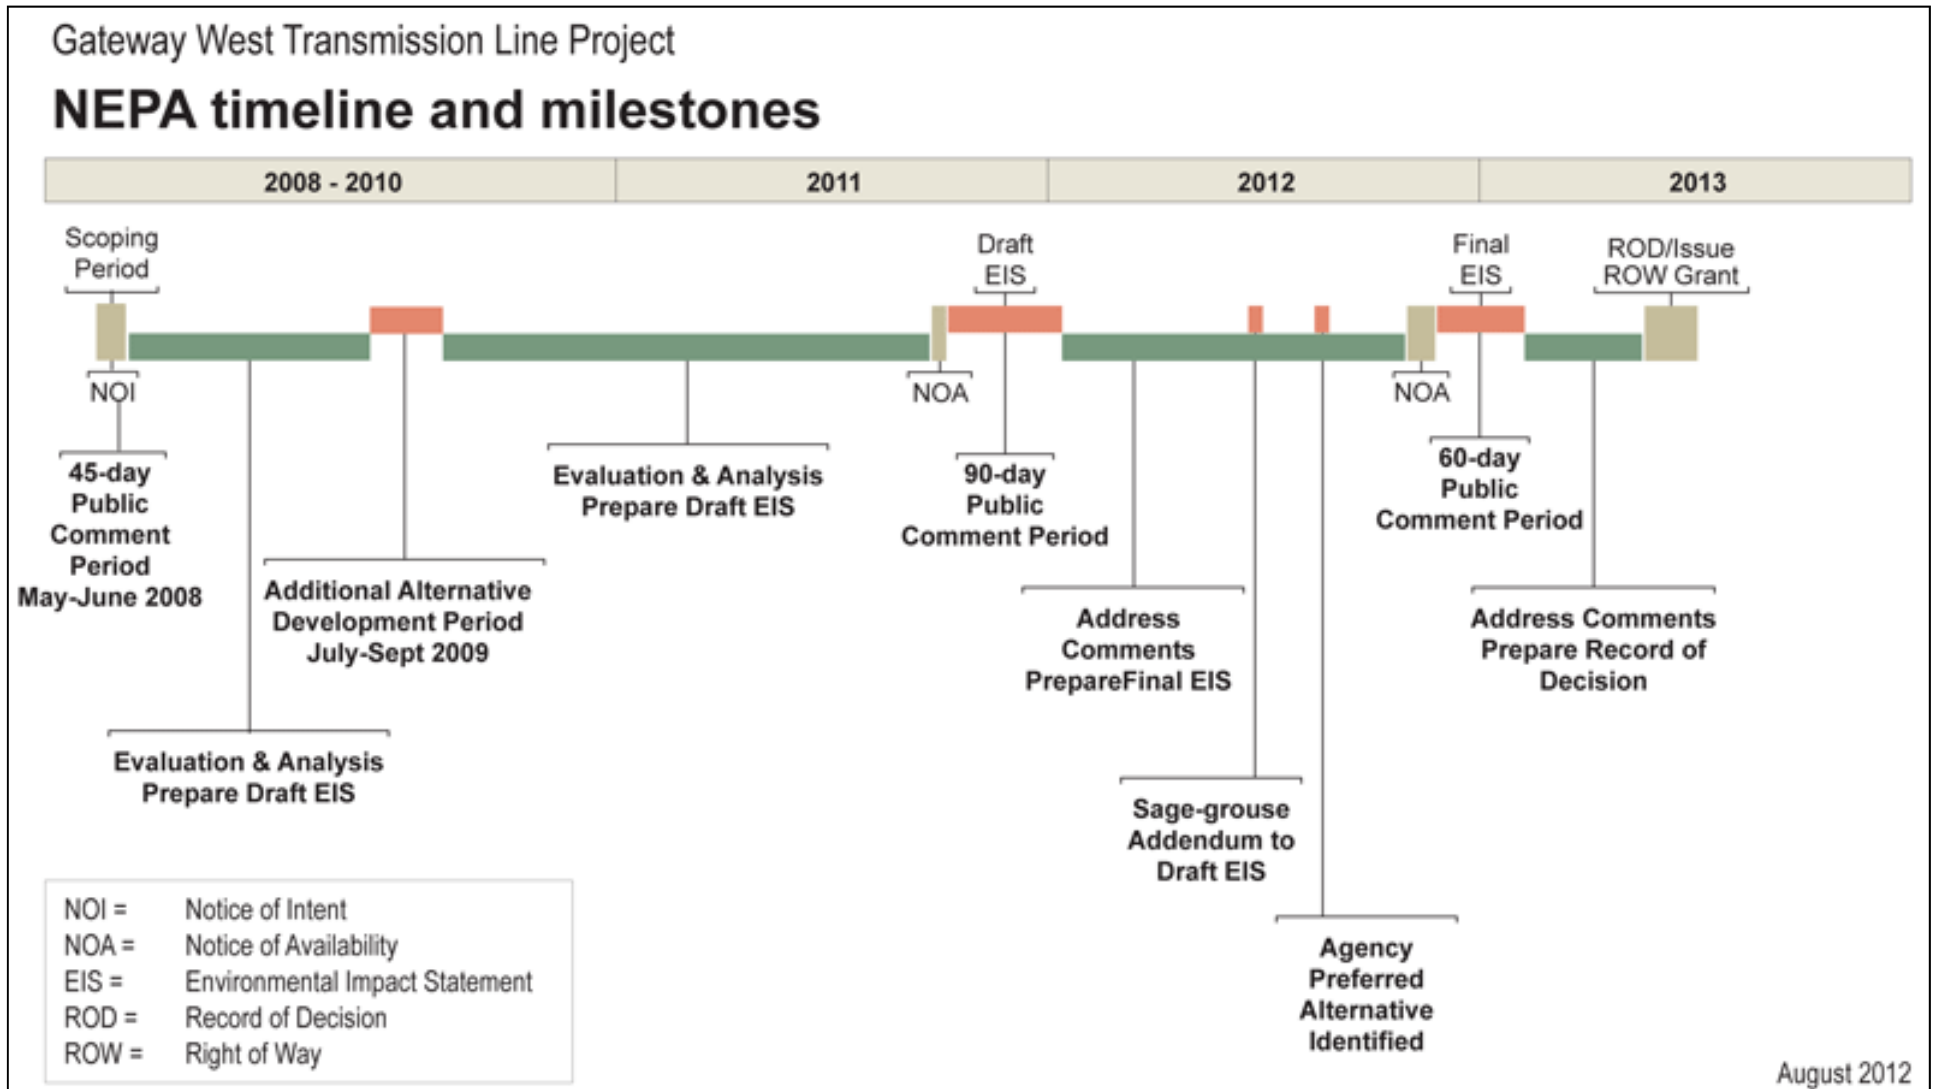 Gateway West Transmission Line Project
NEPA timeline and milestones
2008 - 2010
2011
2012
2013
Scoping
Period
Draft
EIS
Final
EIS
ROD/Issue
ROW Grant
NOI
NOA
NOA
45-day
Public
Comment
Period
May-June 2008
Evaluation & Analysis
Prepare Draft EIS
Additional Alternative
Development Period
July-Sept 2009
Evaluation & Analysis
Prepare Draft EIS
90-day
Public
Comment Period
Address
Comments
PrepareFinal EIS
Sage-grouse
Addendum to
Draft EIS
Agency
Preferred
Alternative
Identified
60-day
Public
Comment Period
Address Comments
Prepare Record of
Decision
NOI = Notice of Intent
NOA = Notice of Availability
EIS = Environmental Impact Statement
ROD = Record of Decision
ROW = Right of Way
August 2012